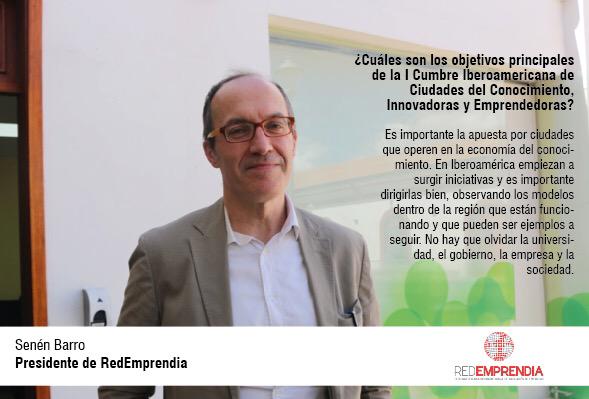 ¿Cuáles son los objetivos principales
de la I Cumbre Iberoamericana de
Ciudades del Conocimiento,
Innovadoras y Emprendedoras?
Es importante la apuesta por ciudades
que operen en la economía del conoci-
miento. En Iberoamérica empiezan a
surgir iniciativas y es importante
dirigirlas bien, observando los modelos
dentro de la región que están funcio-
nando y que pueden ser ejemplos a
seguir. No hay que olvidar la universi-
dad, el gobierno, la empresa y la
sociedad.
Senén Barro
Presidente de RedEmprendia
REDEMPRENDIA